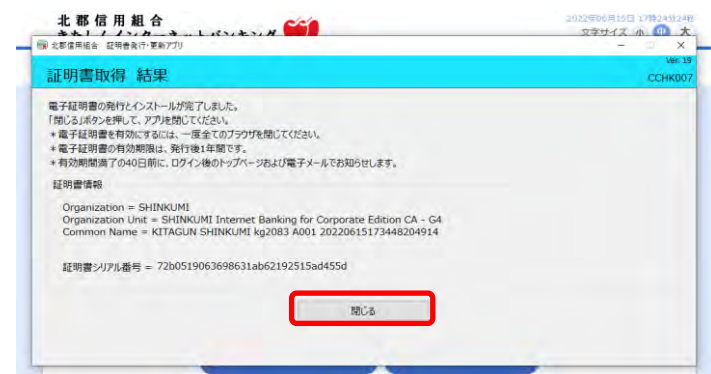 北郡信用組合
2022年06月15日 17時24分24秒
文字サイズ 小 中 大
北郡信用組合 証明書発行・更新アプリ
Ver. 19
証明書取得 結果
CCHK007
電子証明書の発行とインストールが完了しました。
「閉じる」ボタンを押して、アプリを閉じてください。
* 電子証明書を有効にするには、一度全てのブラウザを閉じてください。
* 電子証明書の有効期限は、発行後1年間です。
* 有効期間満了の40日前に、ログイン後のトップページおよび電子メールでお知らせします。
証明書情報
Organization = SHINKUMI
Organization Unit = SHINKUMI Internet Banking for Corporate Edition CA - G4
Common Name = KITAGUN SHINKUMI kg2083 A001 20220615173448204914
証明書シリアル番号 = 72b0519063698631ab62192515ad455d
閉じる